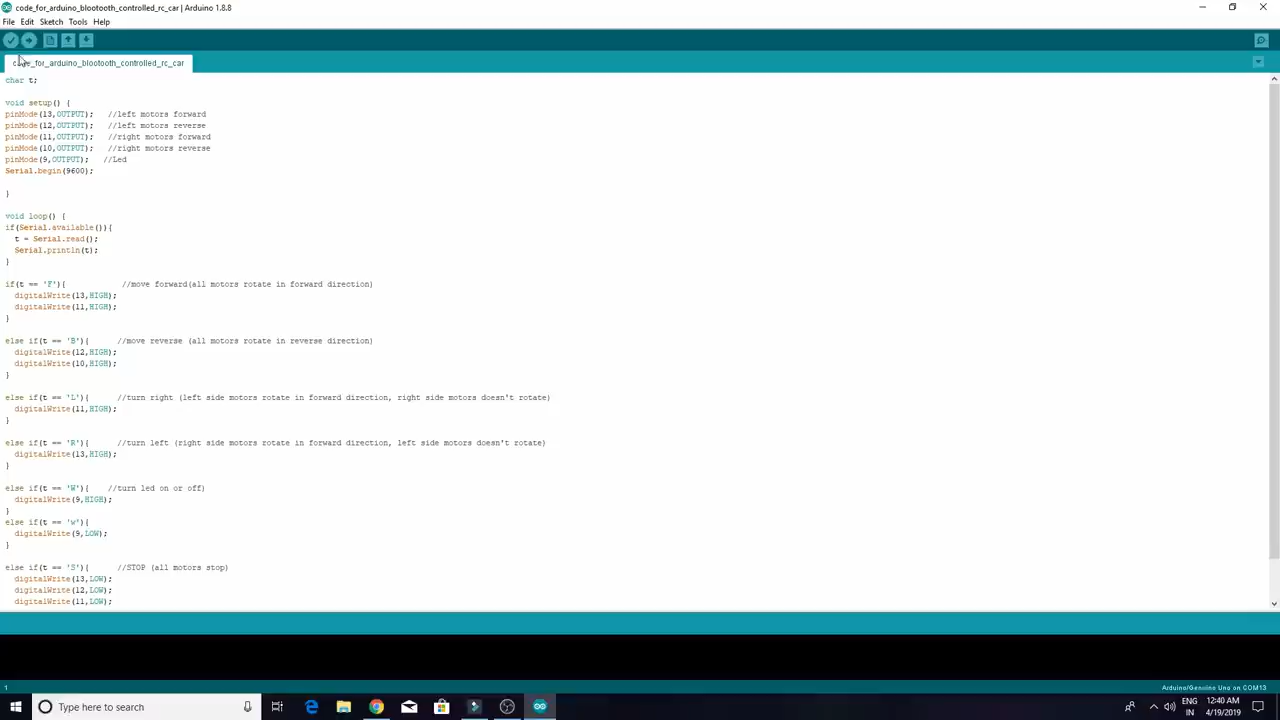 code_for_arduino_blootooth_controlled_rc_car | Arduino 1.8.8
File Edit Sketch Tools Help
code_for_arduino_blootooth_controlled_rc_car
char t;
void setup() {
pinMode(13,OUTPUT);   //left motors forward
pinMode(12,OUTPUT);   //left motors reverse
pinMode(11,OUTPUT);   //right motors forward
pinMode(10,OUTPUT);   //right motors reverse
pinMode(9,OUTPUT);   //Led
Serial.begin(9600);
}
void loop() {
if(Serial.available()){
  t = Serial.read();
  Serial.println(t);
}
if(t == 'F'){            //move forward(all motors rotate in forward direction)
  digitalWrite(13,HIGH);
  digitalWrite(11,HIGH);
}
else if(t == 'B'){      //move reverse (all motors rotate in reverse direction)
  digitalWrite(12,HIGH);
  digitalWrite(10,HIGH);
}
else if(t == 'L'){      //turn right (left side motors rotate in forward direction, right side motors doesn't rotate)
  digitalWrite(11,HIGH);
}
else if(t == 'R'){      //turn left (right side motors rotate in forward direction, left side motors doesn't rotate)
  digitalWrite(13,HIGH);
}
else if(t == 'W'){    //turn led on or off)
  digitalWrite(9,HIGH);
}
else if(t == 'w'){
  digitalWrite(9,LOW);
}
else if(t == 'S'){      //STOP (all motors stop)
  digitalWrite(13,LOW);
  digitalWrite(12,LOW);
  digitalWrite(11,LOW);
1
Arduino/Genuino Uno on COM13
Type here to search
ENG
IN
12:40 AM
4/19/2019